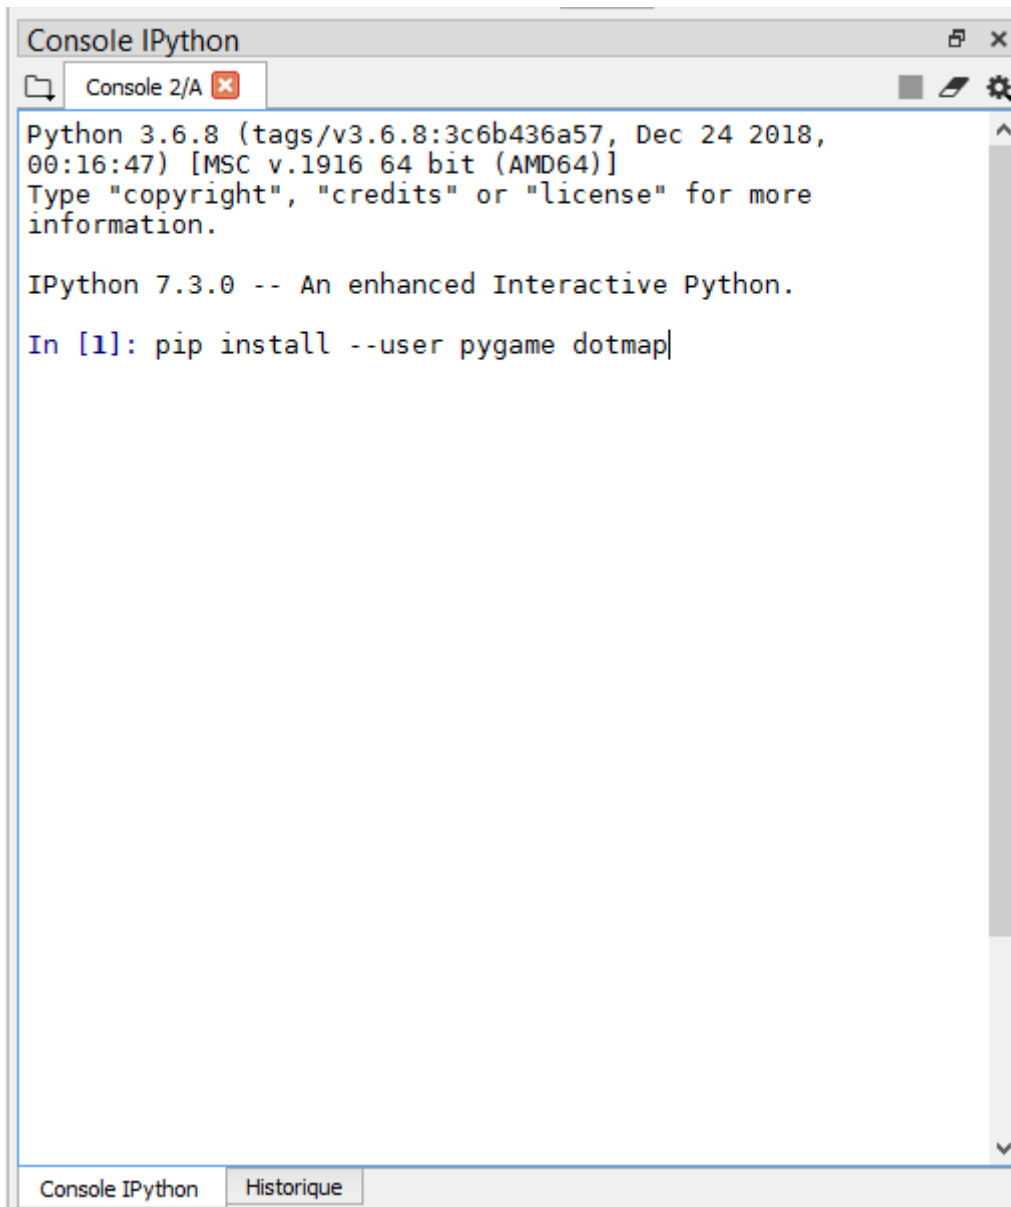 Console IPython
Console 2/A
Python 3.6.8 (tags/v3.6.8:3c6b436a57, Dec 24 2018,
00:16:47) [MSC v.1916 64 bit (AMD64)]
Type "copyright", "credits" or "license" for more
information.
IPython 7.3.0 -- An enhanced Interactive Python.
In [1]: pip install --user pygame dotmap
Console IPython Historique